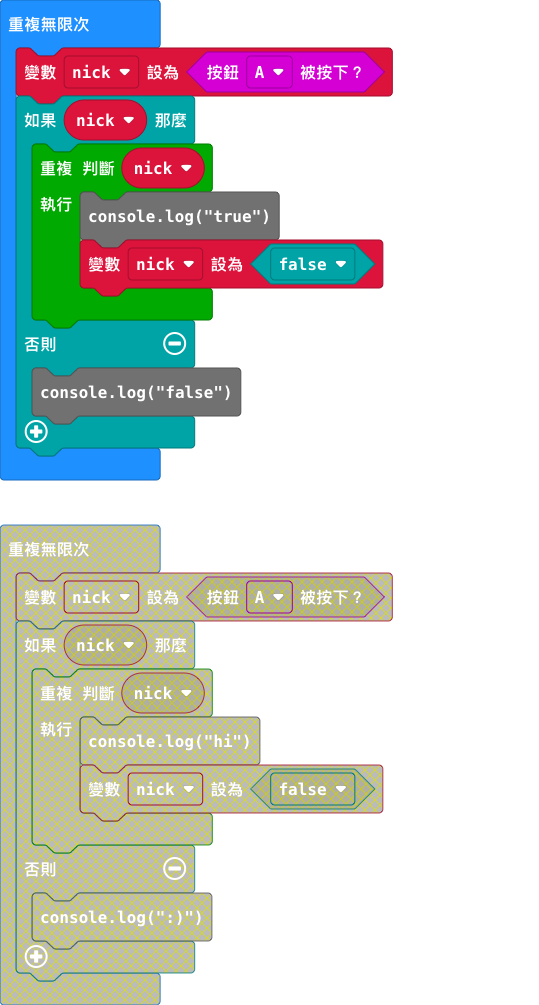 重複無限次
變數 nick 設為 按鈕 A 被按下？
如果 nick 那麼
重複 判斷 nick
執行
console.log("true")
變數 nick 設為 false
否則
console.log("false")
重複無限次
變數 nick 設為 按鈕 A 被按下？
如果 nick 那麼
重複 判斷 nick
執行
console.log("hi")
變數 nick 設為 false
否則
console.log(":)")